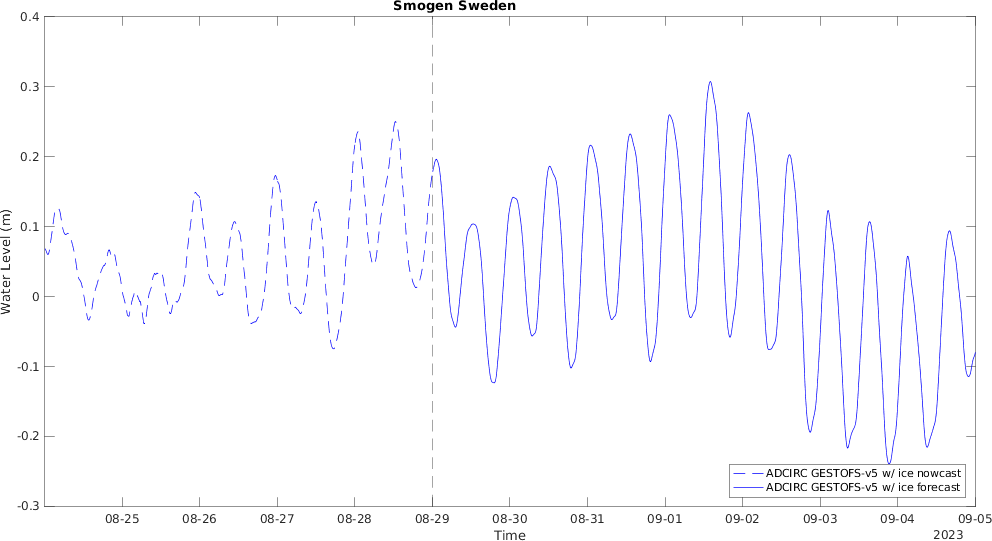 Smogen Sweden
0.4
0.3
0.2
0.1
0
-0.1
-0.2
-0.3
Water Level (m)
ADCIRC GESTOFS-v5 w/ ice nowcast
ADCIRC GESTOFS-v5 w/ ice forecast
08-25 08-26 08-27 08-28 08-29 08-30 08-31 09-01 09-02 09-03 09-04 09-05
Time
2023